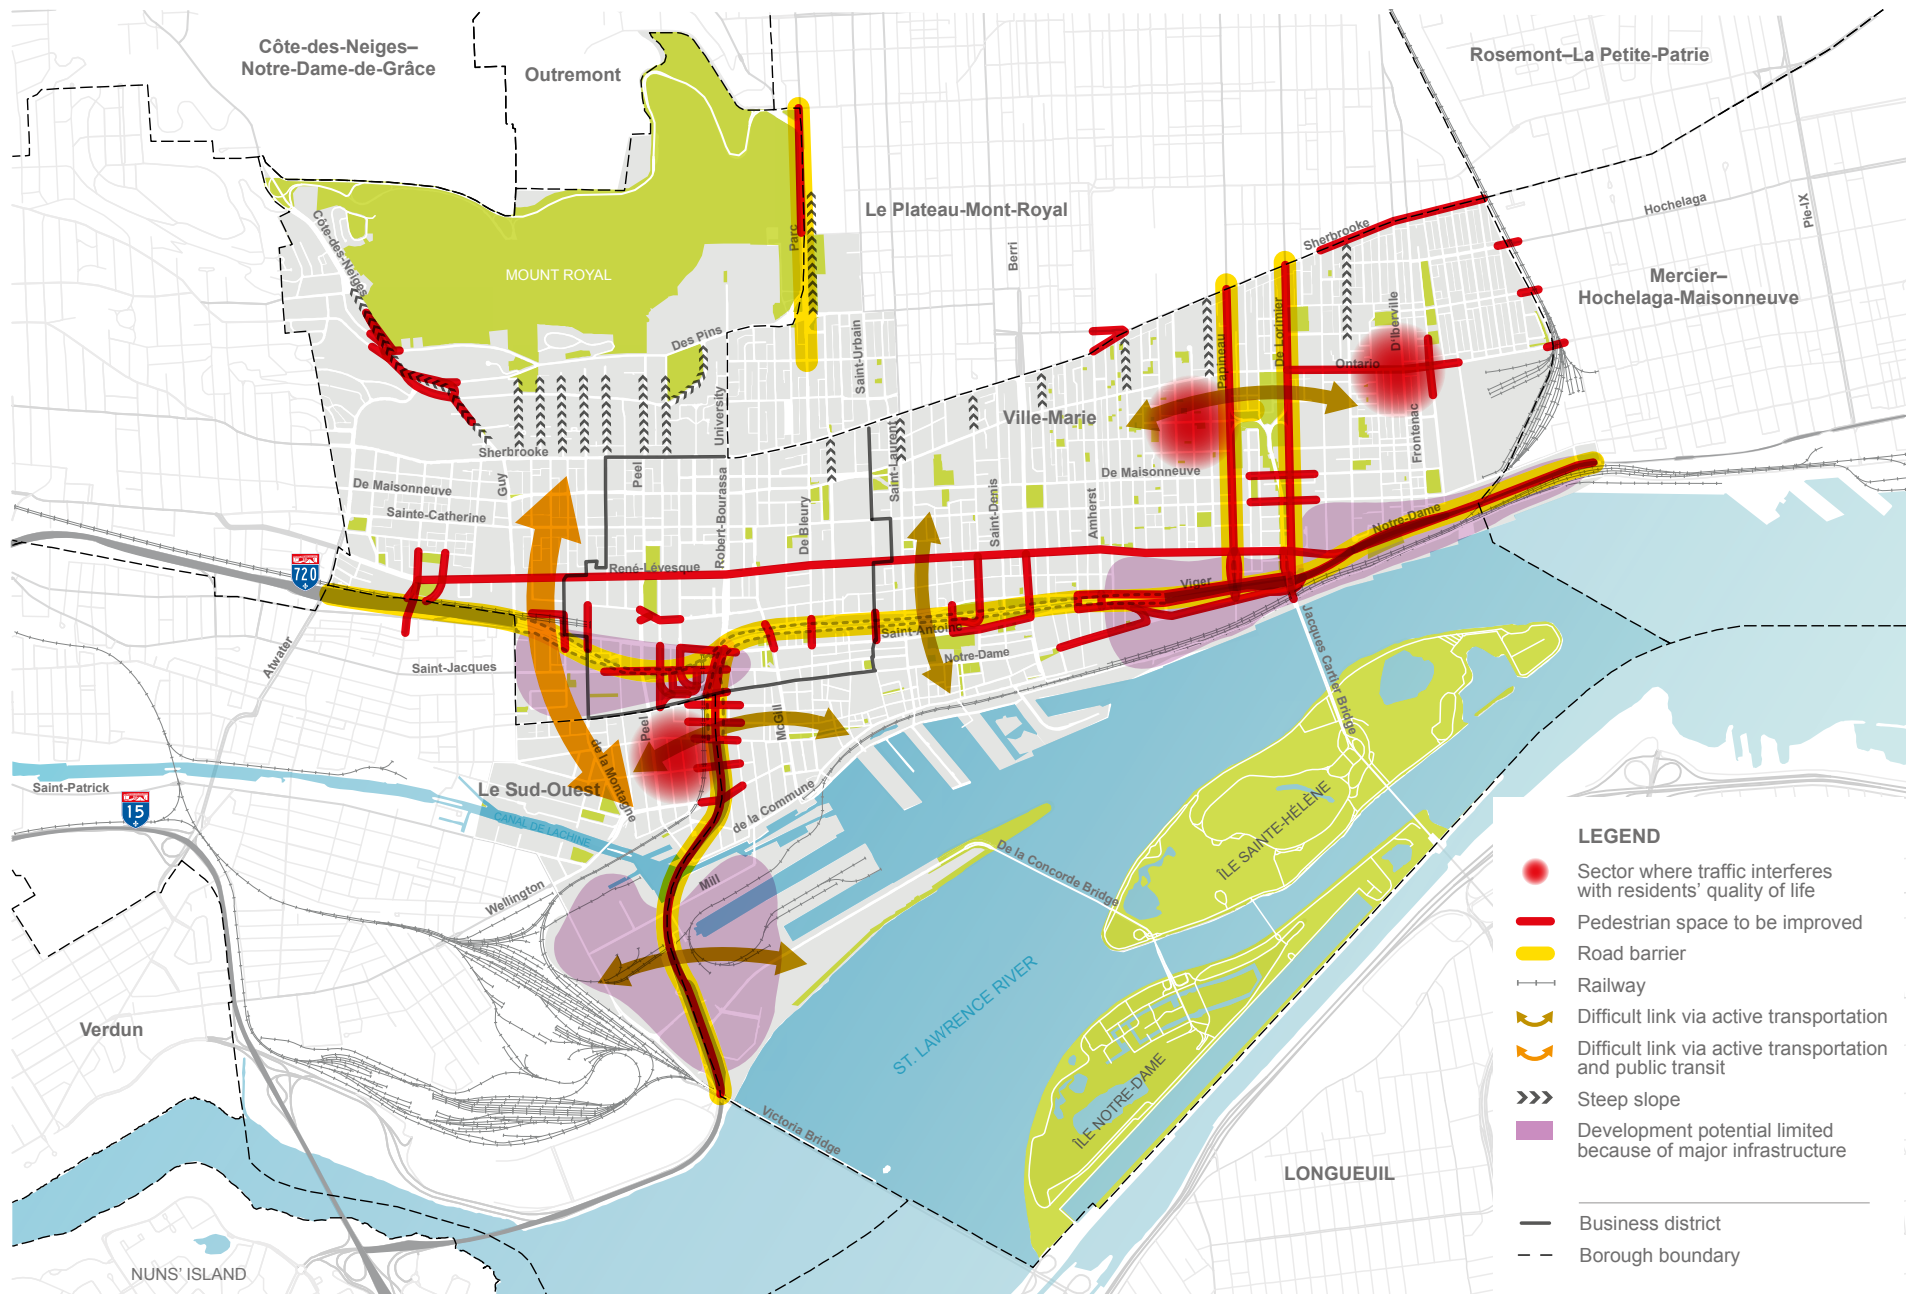 Côte-des-Neiges–
Notre-Dame-de-Grâce
Outremont
Rosemont–La Petite-Patrie
Le Plateau-Mont-Royal
Mercier–
Hochelaga-Maisonneuve
Hochelaga
Pie-IX
Sherbrooke
Parc
Berri
Côte-des-Neiges
MOUNT ROYAL
Des Pins
Saint-Urbain
Papineau
De Lorimier
D'Iberville
Ontario
Frontenac
Ville-Marie
University
Sherbrooke
Guy
Peel
Robert-Bourassa
De Bleury
Saint-Laurent
Saint-Denis
Amherst
De Maisonneuve
De Maisonneuve
Sainte-Catherine
Notre-Dame
720
René-Lévesque
Viger
Saint-Antoine
Notre-Dame
Atwater
Saint-Jacques
Jacques Cartier Bridge
Peel
McGill
de la Montagne
Le Sud-Ouest
Saint-Patrick
15
CANAL DE LACHINE
de la Commune
Mill
Wellington
De la Concorde Bridge
ÎLE SAINTE-HÉLÈNE
ST. LAWRENCE RIVER
ÎLE NOTRE-DAME
Verdun
Victoria Bridge
LONGUEUIL
NUNS' ISLAND
LEGEND
Sector where traffic interferes
with residents' quality of life
Pedestrian space to be improved
Road barrier
Railway
Difficult link via active transportation
Difficult link via active transportation
and public transit
Steep slope
Development potential limited
because of major infrastructure
Business district
Borough boundary